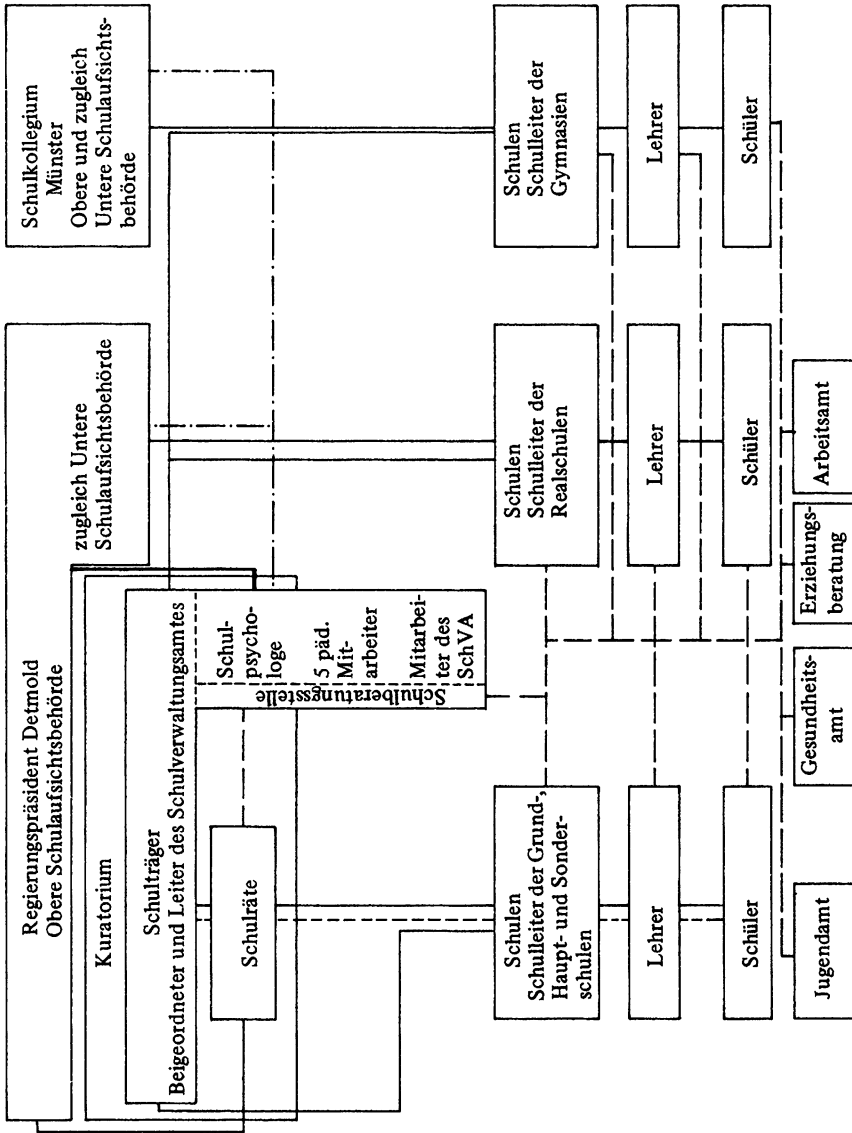 Regierungspräsident Detmold
Obere Schulaufsichtsbehörde
zugleich Untere
Schulaufsichtsbehörde
Schulkollegium
Münster
Obere und zugleich
Untere Schulaufsichts-
behörde
Kuratorium
Schulträger
Beigeordneter und Leiter des Schulverwaltungsamtes
Schulräte
Schulberatungsstelle
Schul-
psycho-
loge
5 päd.
Mit-
arbeiter
Mitarbei-
ter des
SchVA
Schulen
Schulleiter der Grund-,
Haupt- und Sonder-
schulen
Schulen
Schulleiter der
Realschulen
Schulen
Schulleiter der
Gymnasien
Lehrer
Lehrer
Lehrer
Schüler
Schüler
Schüler
Jugendamt
Gesundheits-
amt
Erziehungs-
beratung
Arbeitsamt